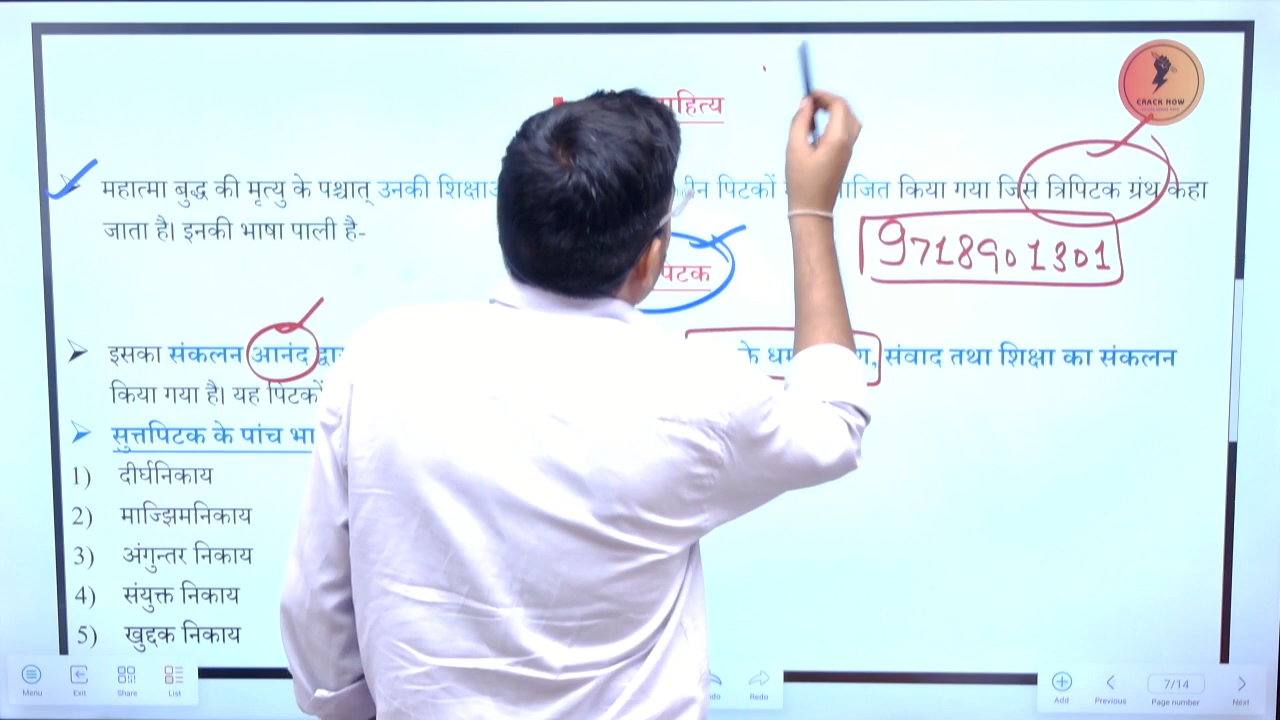 CRACK NOW
साहित्य
महात्मा बुद्ध की मृत्यु के पश्चात् उनकी पिटकों किया गया जिसे त्रिपिटक ग्रंथ कहा
जाता है। इनकी भाषा पाली है-
9718901301
पिटक
इसका संकलन आनंद के संवाद तथा शिक्षा का संकलन
किया गया है। यह पिटकों
सुत्तपिटक के पांच
1) दीर्घनिकाय
2) माज्झिमनिकाय
3) अंगुन्तर निकाय
4) संयुक्त निकाय
5) खुद्दक निकाय
Menu Exit Share List Redo Add Previous 7/14 Page number Next